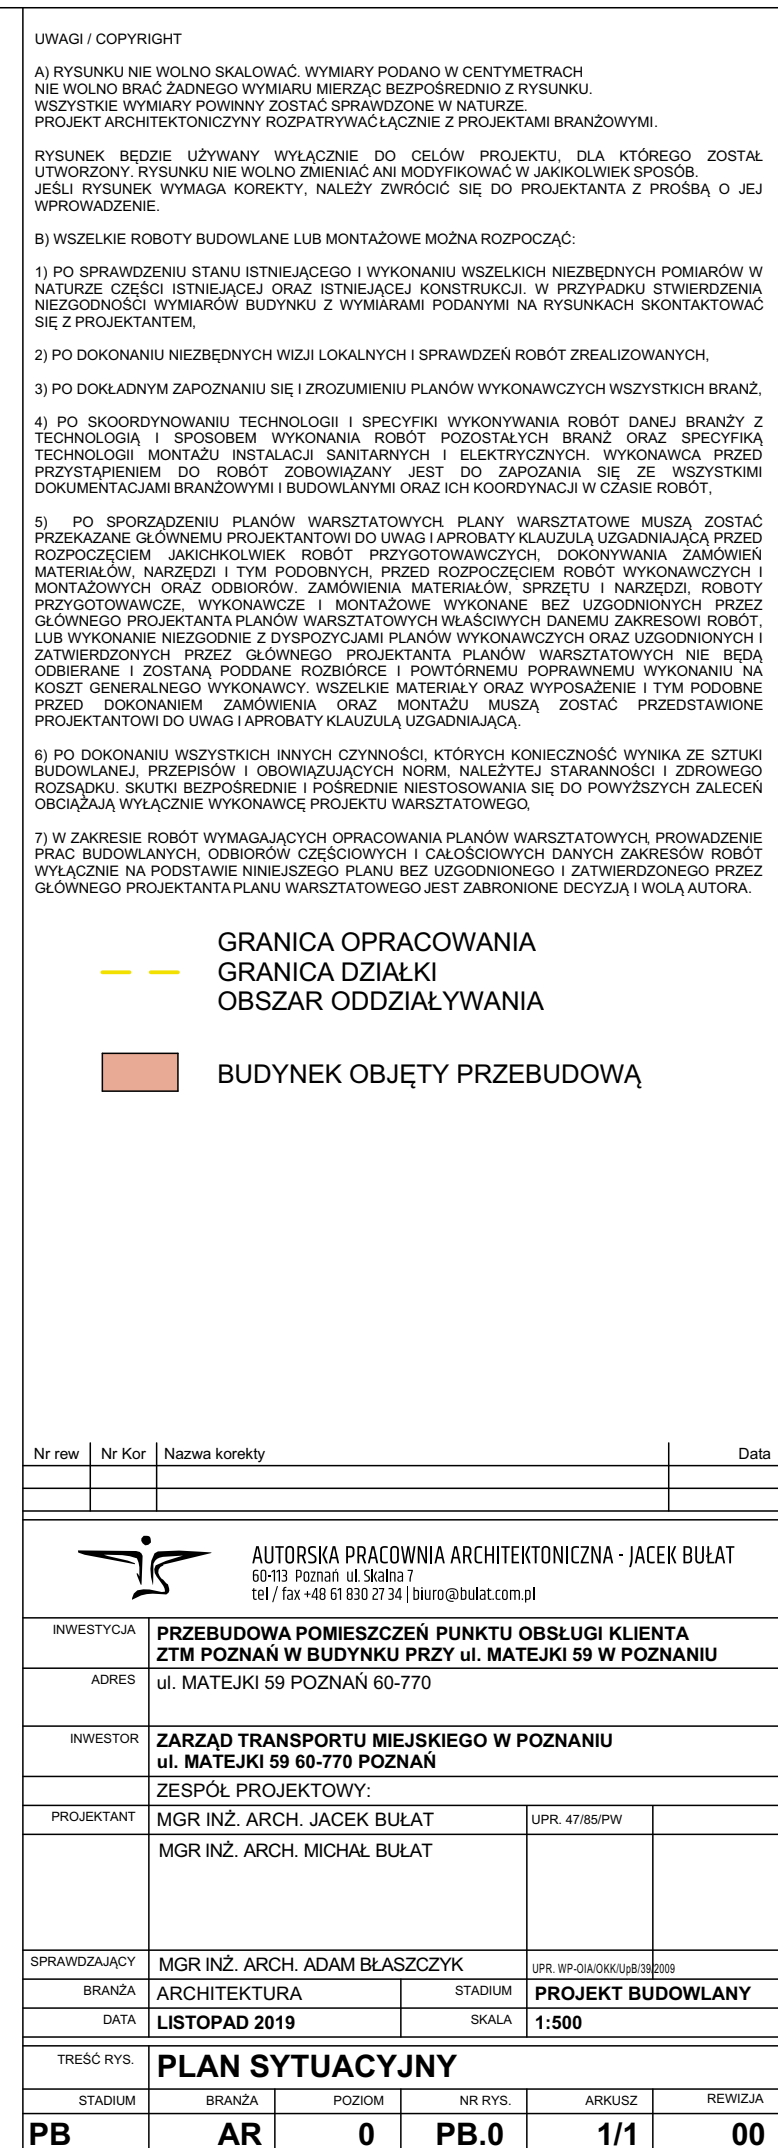 UWAGI / COPYRIGHT
A) RYSUNKU NIE WOLNO SKALOWAĆ. WYMIARY PODANO W CENTYMETRACH
NIE WOLNO BRAĆ ŻADNEGO WYMIARU MIERZĄC BEZPOŚREDNIO Z RYSUNKU.
WSZYSTKIE WYMIARY POWINNY ZOSTAĆ SPRAWDZONE W NATURZE.
PROJEKT ARCHITEKTONICZYNY ROZPATRYWAĆ ŁĄCZNIE Z PROJEKTAMI BRANŻOWYMI.
RYSUNEK BĘDZIE UŻYWANY WYŁĄCZNIE DO CELÓW PROJEKTU, DLA KTÓREGO ZOSTAŁ
UTWORZONY. RYSUNKU NIE WOLNO ZMIENIAĆ ANI MODYFIKOWAĆ W JAKIKOLWIEK SPOSÓB.
JEŚLI RYSUNEK WYMAGA KOREKTY, NALEŻY ZWRÓCIĆ SIĘ DO PROJEKTANTA Z PROŚBĄ O JEJ
WPROWADZENIE.
B) WSZELKIE ROBOTY BUDOWLANE LUB MONTAŻOWE MOŻNA ROZPOCZĄĆ:
1) PO SPRAWDZENIU STANU ISTNIEJĄCEGO I WYKONANIU WSZELKICH NIEZBĘDNYCH POMIARÓW W
NATURZE CZĘŚCI ISTNIEJĄCEJ ORAZ ISTNIEJĄCEJ KONSTRUKCJI. W PRZYPADKU STWIERDZENIA
NIEZGODNOŚCI WYMIARÓW BUDYNKU Z WYMIARAMI PODANYMI NA RYSUNKACH SKONTAKTOWAĆ
SIĘ Z PROJEKTANTEM,
2) PO DOKONANIU NIEZBĘDNYCH WIZJI LOKALNYCH I SPRAWDZEŃ ROBÓT ZREALIZOWANYCH,
3) PO DOKŁADNYM ZAPOZNANIU SIĘ I ZROZUMIENIU PLANÓW WYKONAWCZYCH WSZYSTKICH BRANŻ,
4) PO SKOORDYNOWANIU TECHNOLOGII I SPECYFIKI WYKONYWANIA ROBÓT DANEJ BRANŻY Z
TECHNOLOGIĄ I SPOSOBEM WYKONANIA ROBÓT POZOSTAŁYCH BRANŻ ORAZ SPECYFIKĄ
TECHNOLOGII MONTAŻU INSTALACJI SANITARNYCH I ELEKTRYCZNYCH. WYKONAWCA PRZED
PRZYSTĄPIENIEM DO ROBÓT ZOBOWIĄZANY JEST DO ZAPOZANIA SIĘ ZE WSZYSTKIMI
DOKUMENTACJAMI BRANŻOWYMI I BUDOWLANYMI ORAZ ICH KOORDYNACJI W CZASIE ROBÓT,
5) PO SPORZĄDZENIU PLANÓW WARSZTATOWYCH. PLANY WARSZTATOWE MUSZĄ ZOSTAĆ
PRZEKAZANE GŁÓWNEMU PROJEKTANTOWI DO UWAG I APROBATY KLAUZULĄ UZGADNIAJĄCĄ PRZED
ROZPOCZĘCIEM JAKICHKOLWIEK ROBÓT PRZYGOTOWAWCZYCH, DOKONYWANIA ZAMÓWIEŃ
MATERIAŁÓW, NARZĘDZI I TYM PODOBNYCH, PRZED ROZPOCZĘCIEM ROBÓT WYKONAWCZYCH I
MONTAŻOWYCH ORAZ ODBIORÓW. ZAMÓWIENIA MATERIAŁÓW, SPRZĘTU I NARZĘDZI, ROBOTY
PRZYGOTOWAWCZE, WYKONAWCZE I MONTAŻOWE WYKONANE BEZ UZGODNIONYCH PRZEZ
GŁÓWNEGO PROJEKTANTA PLANÓW WARSZTATOWYCH WŁAŚCIWYCH DANEMU ZAKRESOWI ROBÓT,
LUB WYKONANIE NIEZGODNIE Z DYSPOZYCJAMI PLANÓW WYKONAWCZYCH ORAZ UZGODNIONYCH I
ZATWIERDZONYCH PRZEZ GŁÓWNEGO PROJEKTANTA PLANÓW WARSZTATOWYCH NIE BĘDĄ
ODBIERANE I ZOSTANĄ PODDANE ROZBIÓRCE I POWTÓRNEMU POPRAWNEMU WYKONANIU NA
KOSZT GENERALNEGO WYKONAWCY. WSZELKIE MATERIAŁY ORAZ WYPOSAŻENIE I TYM PODOBNE
PRZED DOKONANIEM ZAMÓWIENIA ORAZ MONTAŻU MUSZĄ ZOSTAĆ PRZEDSTAWIONE
PROJEKTANTOWI DO UWAG I APROBATY KLAUZULĄ UZGADNIAJĄCĄ.
6) PO DOKONANIU WSZYSTKICH INNYCH CZYNNOŚCI, KTÓRYCH KONIECZNOŚĆ WYNIKA ZE SZTUKI
BUDOWLANEJ, PRZEPISÓW I OBOWIĄZUJĄCYCH NORM, NALEŻYTEJ STARANNOŚCI I ZDROWEGO
ROZSĄDKU. SKUTKI BEZPOŚREDNIE I POŚREDNIE NIESTOSOWANIA SIĘ DO POWYŻSZYCH ZALECEŃ
OBCIĄŻAJĄ WYŁĄCZNIE WYKONAWCĘ PROJEKTU WARSZTATOWEGO,
7) W ZAKRESIE ROBÓT WYMAGAJĄCYCH OPRACOWANIA PLANÓW WARSZTATOWYCH, PROWADZENIE
PRAC BUDOWLANYCH, ODBIORÓW CZĘŚCIOWYCH I CAŁOŚCIOWYCH DANYCH ZAKRESÓW ROBÓT
WYŁĄCZNIE NA PODSTAWIE NINIEJSZEGO PLANU BEZ UZGODNIONEGO I ZATWIERDZONEGO PRZEZ
GŁÓWNEGO PROJEKTANTA PLANU WARSZTATOWEGO JEST ZABRONIONE DECYZJĄ I WOLĄ AUTORA.
GRANICA OPRACOWANIA
GRANICA DZIAŁKI
OBSZAR ODDZIAŁYWANIA
BUDYNEK OBJĘTY PRZEBUDOWĄ
Nr rew Nr Kor Nazwa korekty Data
AUTORSKA PRACOWNIA ARCHITEKTONICZNA - JACEK BUŁAT
60-113 Poznań ul. Skalna 7
tel / fax +48 61 830 27 34 | biuro@bulat.com.pl
INWESTYCJA PRZEBUDOWA POMIESZCZEŃ PUNKTU OBSŁUGI KLIENTA
ZTM POZNAŃ W BUDYNKU PRZY ul. MATEJKI 59 W POZNANIU
ADRES ul. MATEJKI 59 POZNAŃ 60-770
INWESTOR ZARZĄD TRANSPORTU MIEJSKIEGO W POZNANIU
ul. MATEJKI 59 60-770 POZNAŃ
ZESPÓŁ PROJEKTOWY:
PROJEKTANT MGR INŻ. ARCH. JACEK BUŁAT UPR. 47/85/PW
MGR INŻ. ARCH. MICHAŁ BUŁAT
SPRAWDZAJĄCY MGR INŻ. ARCH. ADAM BŁASZCZYK UPR. WP-OIA/OKK/UpB/39/2009
BRANŻA ARCHITEKTURA STADIUM PROJEKT BUDOWLANY
DATA LISTOPAD 2019 SKALA 1:500
TREŚĆ RYS. PLAN SYTUACYJNY
STADIUM BRANŻA POZIOM NR RYS. ARKUSZ REWIZJA
PB AR 0 PB.0 1/1 00